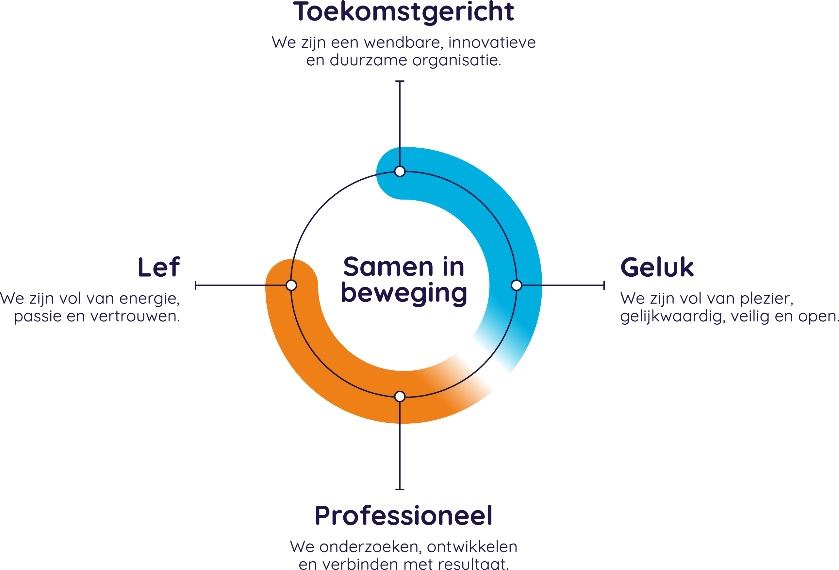 Toekomstgericht
We zijn een wendbare, innovatieve
en duurzame organisatie.
Lef
We zijn vol van energie,
passie en vertrouwen.
Samen in
beweging
Geluk
We zijn vol van plezier,
gelijkwaardig, veilig en open.
Professioneel
We onderzoeken, ontwikkelen
en verbinden met resultaat.